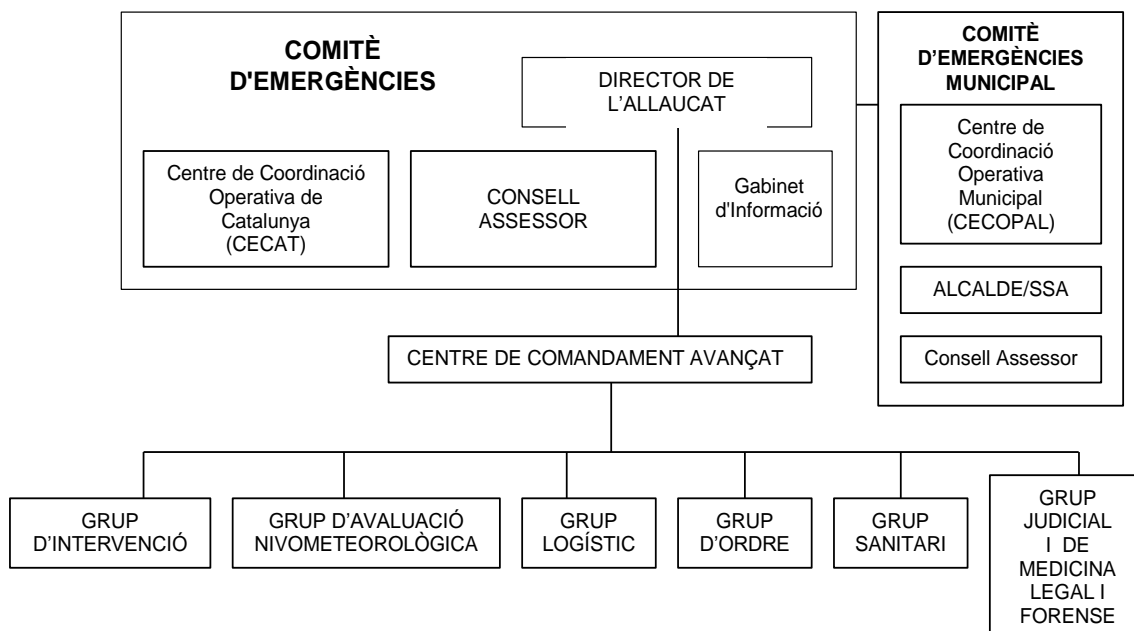 COMITÈ
D'EMERGÈNCIES
DIRECTOR DE
L'ALLAUCAT
Centre de Coordinació
Operativa de
Catalunya
(CECAT)
CONSELL
ASSESSOR
Gabinet
d'Informació
COMITÈ
D’EMERGÈNCIES
MUNICIPAL
Centre de
Coordinació
Operativa
Municipal
(CECOPAL)
ALCALDE/SSA
Consell Assessor
CENTRE DE COMANDAMENT AVANÇAT
GRUP
D’INTERVENCIÓ
GRUP D’AVALUACIÓ
NIVOMETEOROLÒGICA
GRUP
LOGÍSTIC
GRUP
D’ORDRE
GRUP
SANITARI
GRUP
JUDICIAL
I DE
MEDICINA
LEGAL I
FORENSE